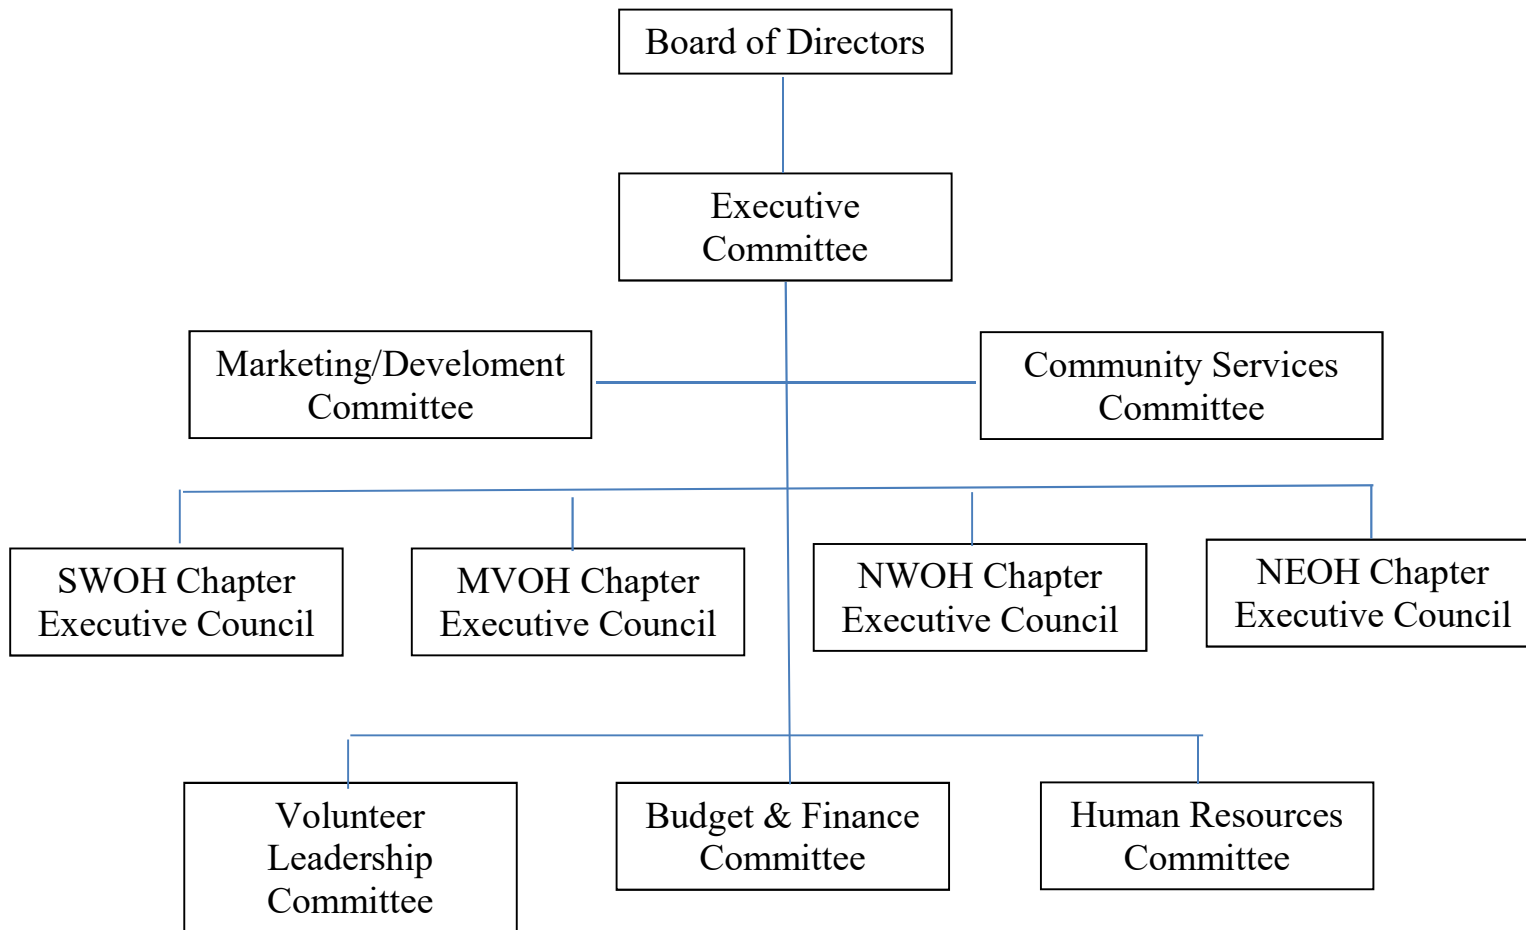 Board of Directors
Executive
Committee
Marketing/Develoment
Committee
Community Services
Committee
SWOH Chapter
Executive Council
MVOH Chapter
Executive Council
NWOH Chapter
Executive Council
NEOH Chapter
Executive Council
Volunteer
Leadership
Committee
Budget & Finance
Committee
Human Resources
Committee